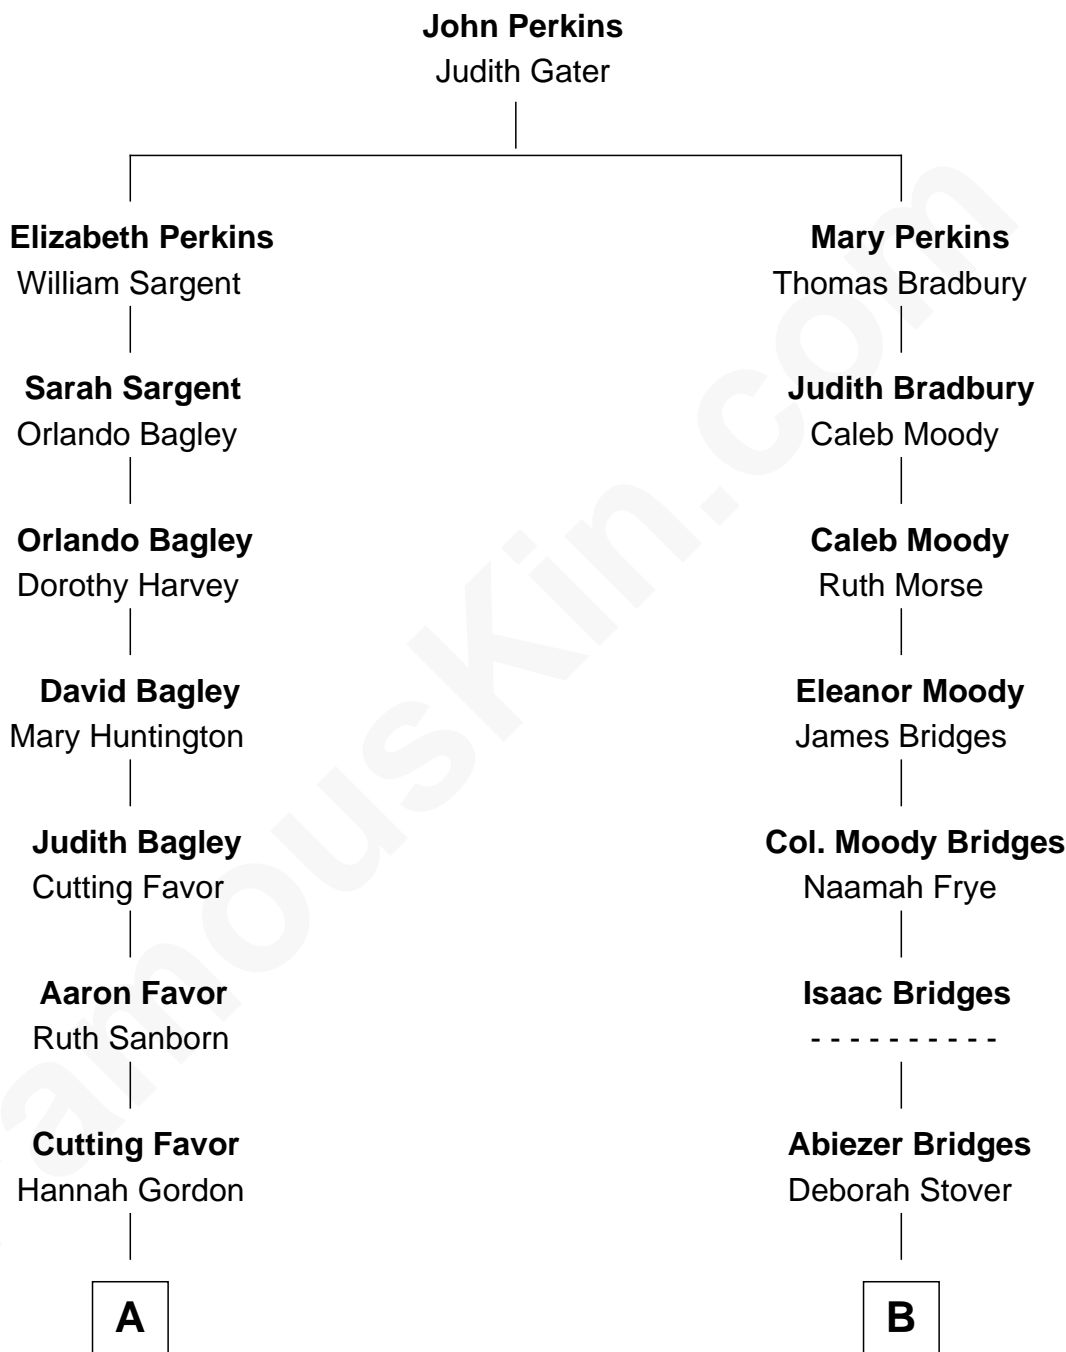 John Perkins
Judith Gater
Elizabeth Perkins
William Sargent
Mary Perkins
Thomas Bradbury
Sarah Sargent
Orlando Bagley
Judith Bradbury
Caleb Moody
Orlando Bagley
Dorothy Harvey
Caleb Moody
Ruth Morse
David Bagley
Mary Huntington
Eleanor Moody
James Bridges
Judith Bagley
Cutting Favor
Col. Moody Bridges
Naamah Frye
Aaron Favor
Ruth Sanborn
Isaac Bridges
- - - - - - - - - -
Cutting Favor
Hannah Gordon
Abiezer Bridges
Deborah Stover
A
B
FamousKin.com